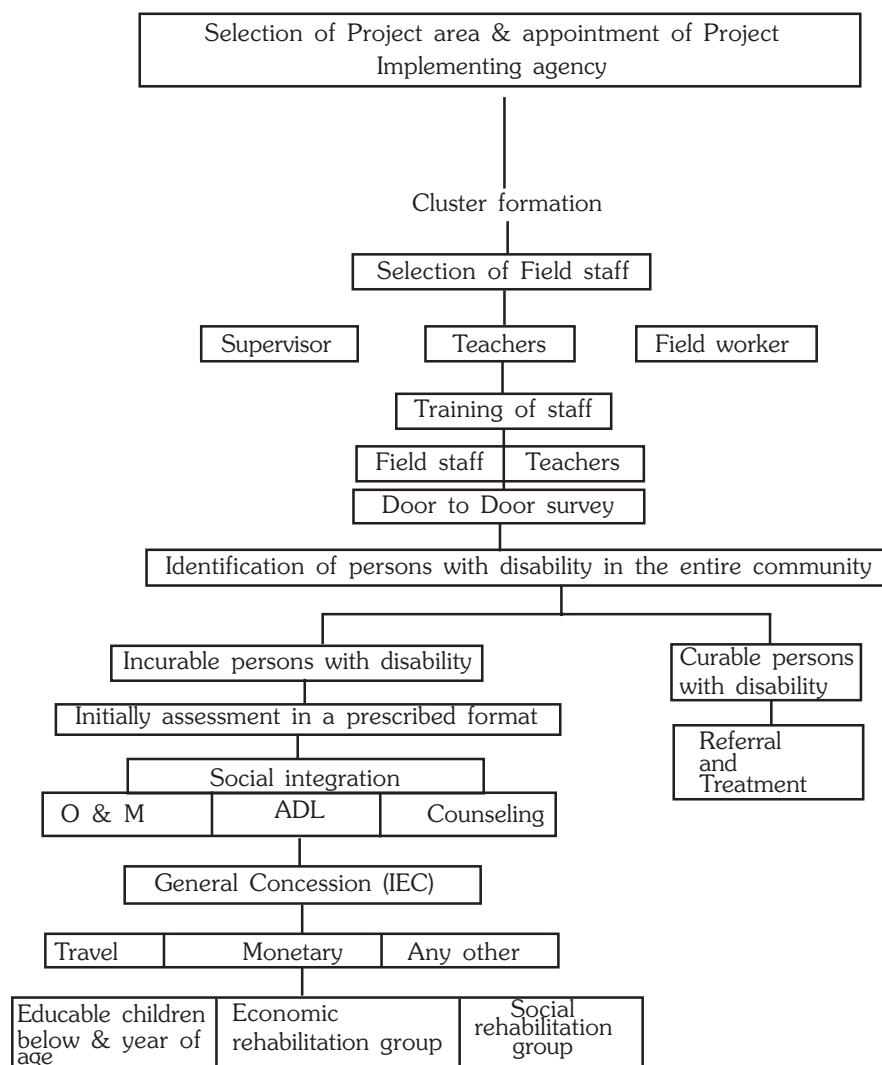 Selection of Project area & appointment of Project
Implementing agency
Cluster formation
Selection of Field staff
Supervisor
Teachers
Field worker
Training of staff
Field staff
Teachers
Door to Door survey
Identification of persons with disability in the entire community
Incurable persons with disability
Curable persons
with disability
Initially assessment in a prescribed format
Referral
and
Treatment
Social integration
O & M
ADL
Counseling
General Concession (IEC)
Travel
Monetary
Any other
Educable children
below & year of
age
Economic
rehabilitation group
Social
rehabilitation
group